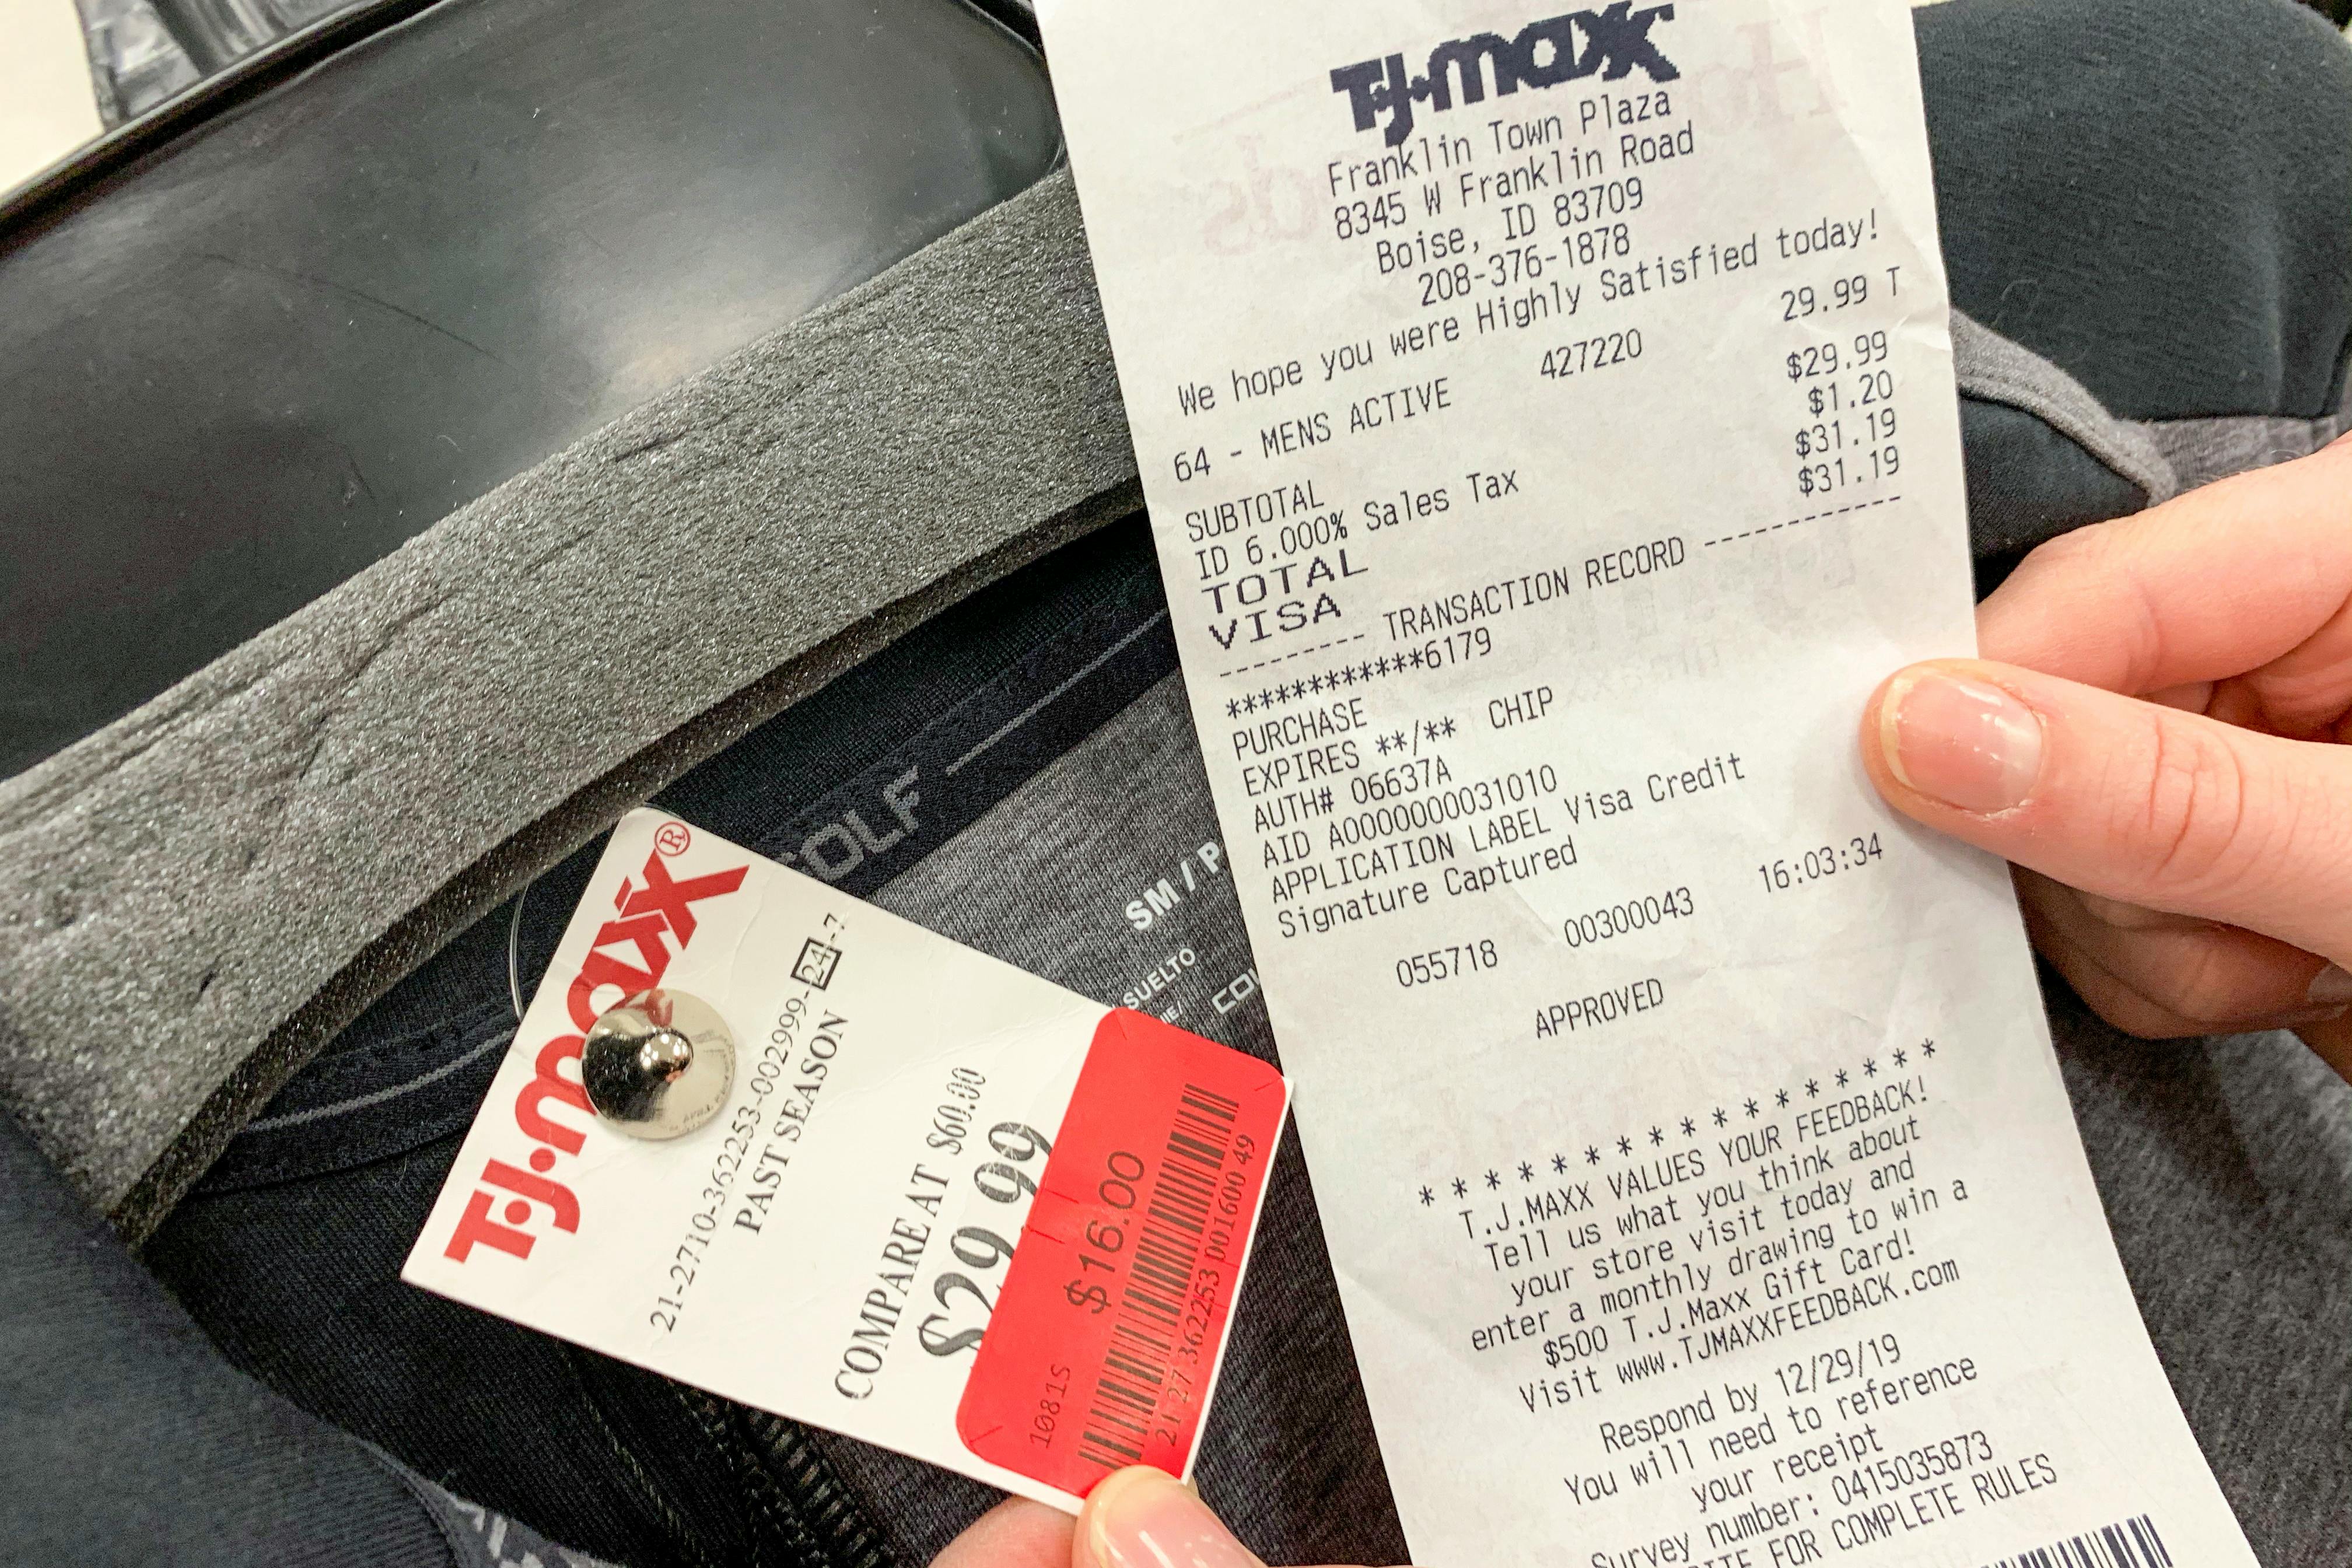 T·J·maxx
Franklin Town Plaza
8345 W Franklin Road
Boise, ID 83709
208-376-1878
We hope you were Highly Satisfied today!
64 - MENS ACTIVE 427220 29.99 T
SUBTOTAL $29.99
ID 6.000% Sales Tax $1.20
TOTAL $31.19
VISA $31.19
--------- TRANSACTION RECORD ------------
************6179
PURCHASE
EXPIRES **/** CHIP
AUTH# 06637A
AID A0000000031010
APPLICATION LABEL Visa Credit
Signature Captured
055718 00300043 16:03:34
APPROVED
* * * * * * * * * * * * * * * * *
T.J.MAXX VALUES YOUR FEEDBACK!
Tell us what you think about
your store visit today and
enter a monthly drawing to win a
$500 T.J.Maxx Gift Card!
Visit www.TJMAXXFEEDBACK.com
Respond by 12/29/19
You will need to reference
your receipt
Survey number: 0415035873
FOR COMPLETE RULES
T·J·maxx®
21-2710-362253-002999-24-7
PAST SEASON
COMPARE AT $60.00
$29.99
$16.00
1081S
21 27 362253 001600 49
GOLF
SM / P
SUELTO